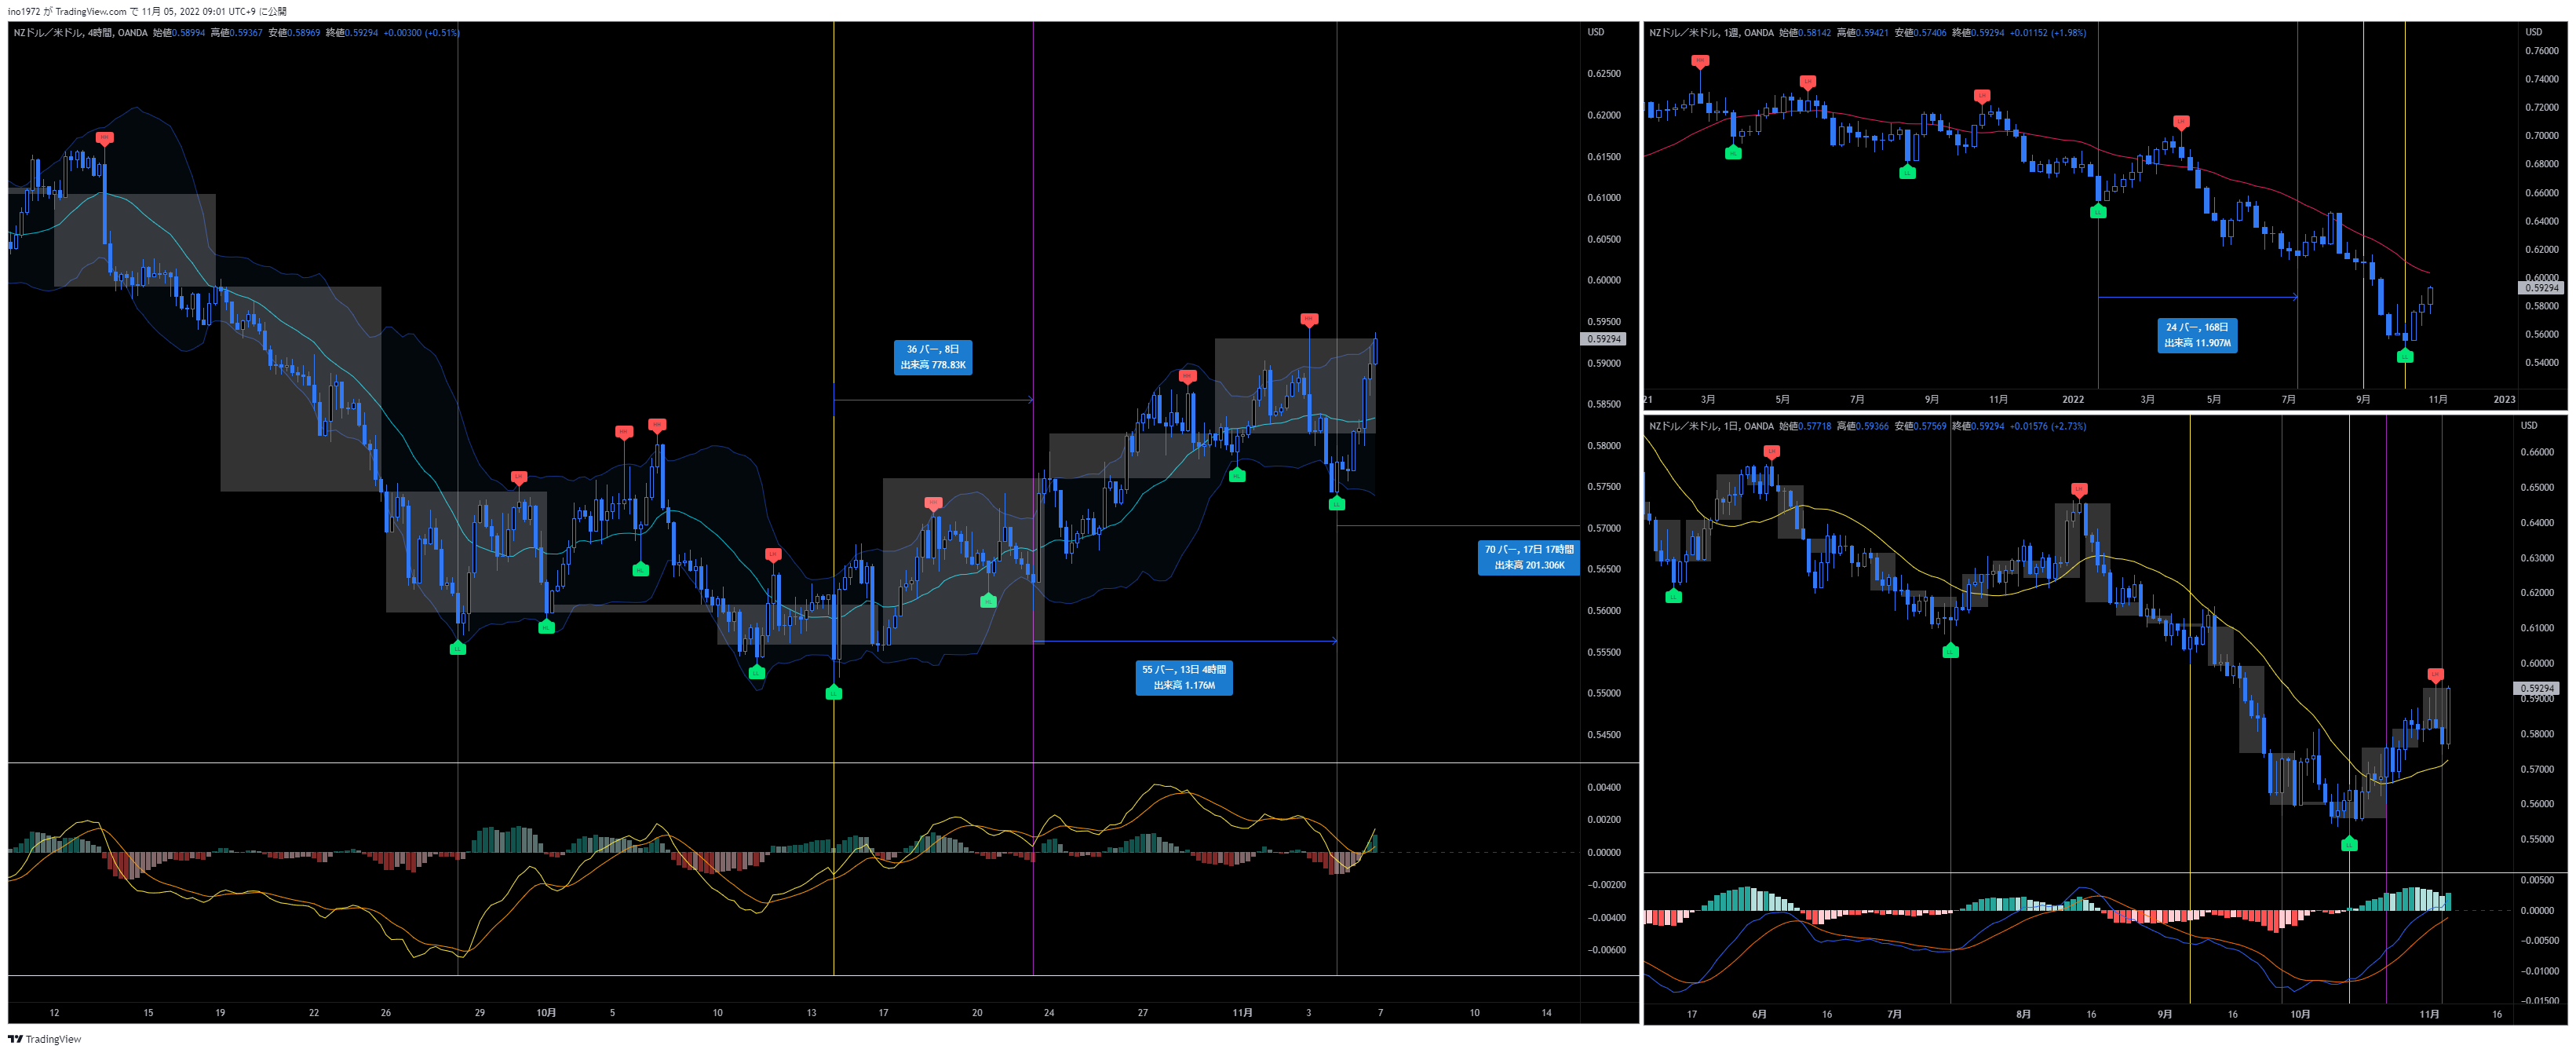 ino1972 が TradingView.com で 11月 05, 2022 09:01 UTC+9 に公開
NZドル／米ドル, 4時間, OANDA 始値0.58994 高値0.59367 安値0.58969 終値0.59294 +0.00300 (+0.51%)
USD
0.62500
0.62000
0.61500
0.61000
0.60500
0.60000
0.59500
0.59294
0.59000
0.58500
0.58000
0.57500
0.57000
0.56500
0.56000
0.55500
0.55000
0.54500
36 バー, 8日
出来高 778.83K
70 バー, 17日 17時間
出来高 201.306K
55 バー, 13日 4時間
出来高 1.176M
0.00400
0.00200
0.00000
−0.00200
−0.00400
−0.00600
12 15 19 22 26 29 10月 5 10 13 17 20 24 27 11月 3 7 10 14
NZドル／米ドル, 1週, OANDA 始値0.58142 高値0.59421 安値0.57406 終値0.59294 +0.01152 (+1.98%)
USD
0.76000
0.74000
0.72000
0.70000
0.68000
0.66000
0.64000
0.62000
0.60000
0.59294
0.58000
0.56000
0.54000
24 バー, 168日
出来高 11.907M
21 3月 5月 7月 9月 11月 2022 3月 5月 7月 9月 11月 2023
NZドル／米ドル, 1日, OANDA 始値0.57718 高値0.59366 安値0.57569 終値0.59294 +0.01576 (+2.73%)
USD
0.66000
0.65000
0.64000
0.63000
0.62000
0.61000
0.60000
0.59294
0.59000
0.58000
0.57000
0.56000
0.55000
0.00500
0.00000
−0.00500
−0.01000
−0.01500
17 6月 16 7月 8月 16 9月 16 10月 11月 16
TradingView